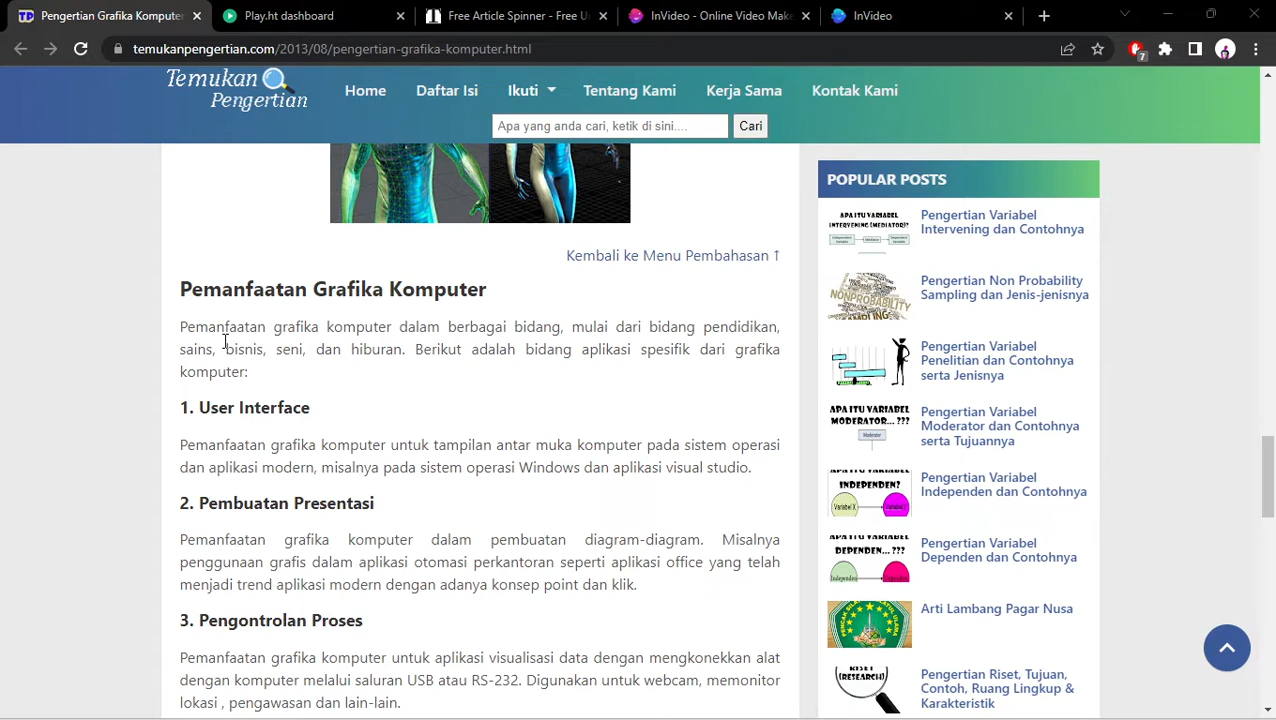 Pengertian Grafika Komputer
Play.ht dashboard
Free Article Spinner - Free U
InVideo - Online Video Make
InVideo
temukanpengertian.com/2013/08/pengertian-grafika-komputer.html
7
Temukan
Pengertian
Home
Daftar Isi
Ikuti
Tentang Kami
Kerja Sama
Kontak Kami
Apa yang anda cari, ketik di sini....
Cari
Kembali ke Menu Pembahasan ↑
Pemanfaatan Grafika Komputer
Pemanfaatan grafika komputer dalam berbagai bidang, mulai dari bidang pendidikan,
sains, bisnis, seni, dan hiburan. Berikut adalah bidang aplikasi spesifik dari grafika
komputer:
1. User Interface
Pemanfaatan grafika komputer untuk tampilan antar muka komputer pada sistem operasi
dan aplikasi modern, misalnya pada sistem operasi Windows dan aplikasi visual studio.
2. Pembuatan Presentasi
Pemanfaatan grafika komputer dalam pembuatan diagram-diagram. Misalnya
penggunpean grafis dalam aplikasi otomasi perkantoran seperti aplikasi office yang telah
menjadi trend aplikasi modern dengan adanya konsep point dan klik.
3. Pengontrolan Proses
Pemanfaatan grafika komputer untuk aplikasi visualisasi data dengan mengkonekkan alat
dengan komputer melalui saluran USB atau RS-232. Digunakan untuk webcam, memonitor
lokasi , pengawasan dan lain-lain.
POPULAR POSTS
APA ITU VARIABEL
INTERVENING (MEDIATOR)?
Pengertian Variabel
Intervening dan Contohnya
NONPROBABILITY
SAMPLING
Pengertian Non Probability
Sampling dan Jenis-jenisnya
Pengertian Variabel
Penelitian dan Contohnya
serta Jenisnya
APA ITU VARIABEL
MODERATOR... ???
Moderator
Pengertian Variabel
Moderator dan Contohnya
serta Tujuannya
INDEPENDEN?
Variabel X
Pengertian Variabel
Independen dan Contohnya
APA ITU VARIABEL
DEPENDEN... ???
Pengertian Variabel
Dependen dan Contohnya
Arti Lambang Pagar Nusa
RISET
(RESEARCH)
Pengertian Riset, Tujuan,
Contoh, Ruang Lingkup &
Karakteristik